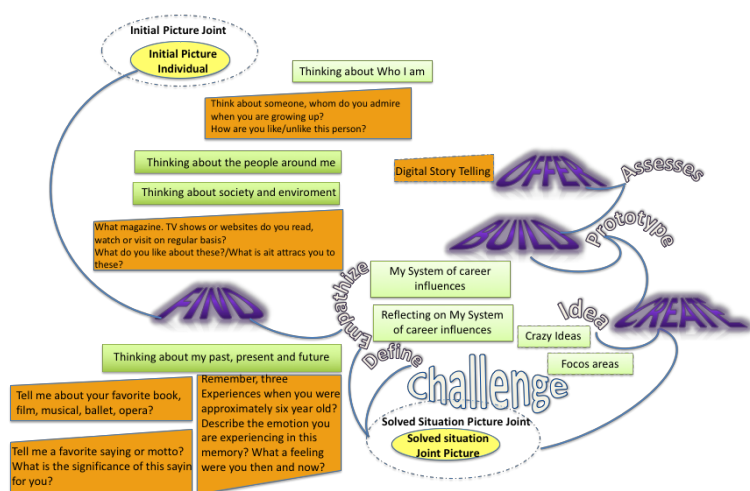 Initial Picture Joint
Initial Picture
Individual
Thinking about Who I am
Think about someone, whom do you admire
when you are growing up?
How are you like/unlike this person?
Thinking about the people around me
Digital Story Telling
OFFER
Assesses
Thinking about society and enviroment
What magazine. TV shows or websites do you read,
watch or visit on regular basis?
What do you like about these?/What is ait attracs you to
these?
BUILD
Prototype
Empathize
My System of career
influences
FIND
Idea
CREATE
Reflecting on My System
of career influences
Crazy Ideas
Thinking about my past, present and future
Define
Focos areas
Challenge
Tell me about your favorite book,
film, musical, ballet, opera?
Remember, three
Experiences when you were
approximately six year old?
Describe the emotion you
are experiencing in this
memory? What a feeling
were you then and now?
Solved Situation Picture Joint
Solved situation
Joint Picture
Tell me a favorite saying or motto?
What is the significance of this sayin
for you?